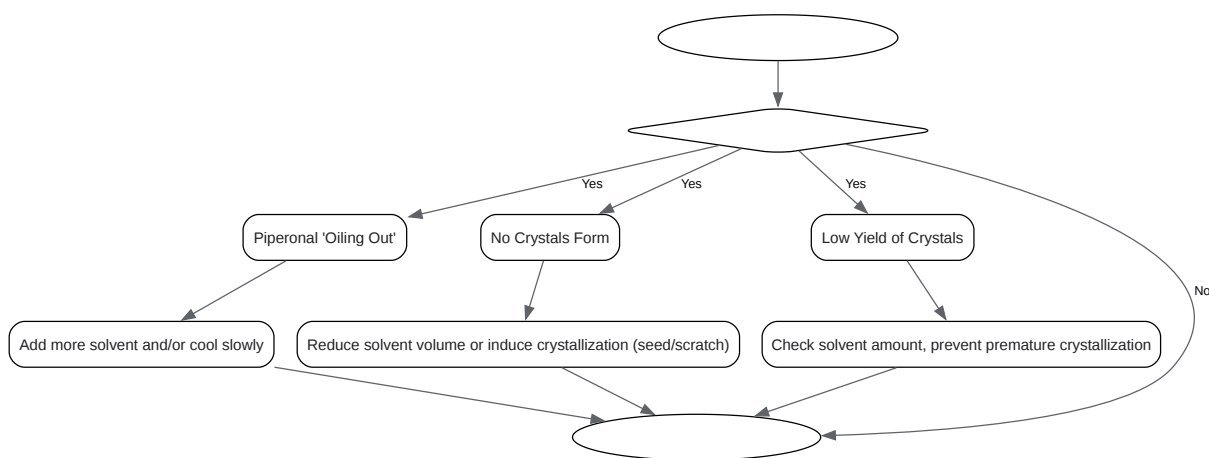 Yes
Yes
Yes
Piperonal 'Oiling Out'
No Crystals Form
Low Yield of Crystals
No
Add more solvent and/or cool slowly
Reduce solvent volume or induce crystallization (seed/scratch)
Check solvent amount, prevent premature crystallization